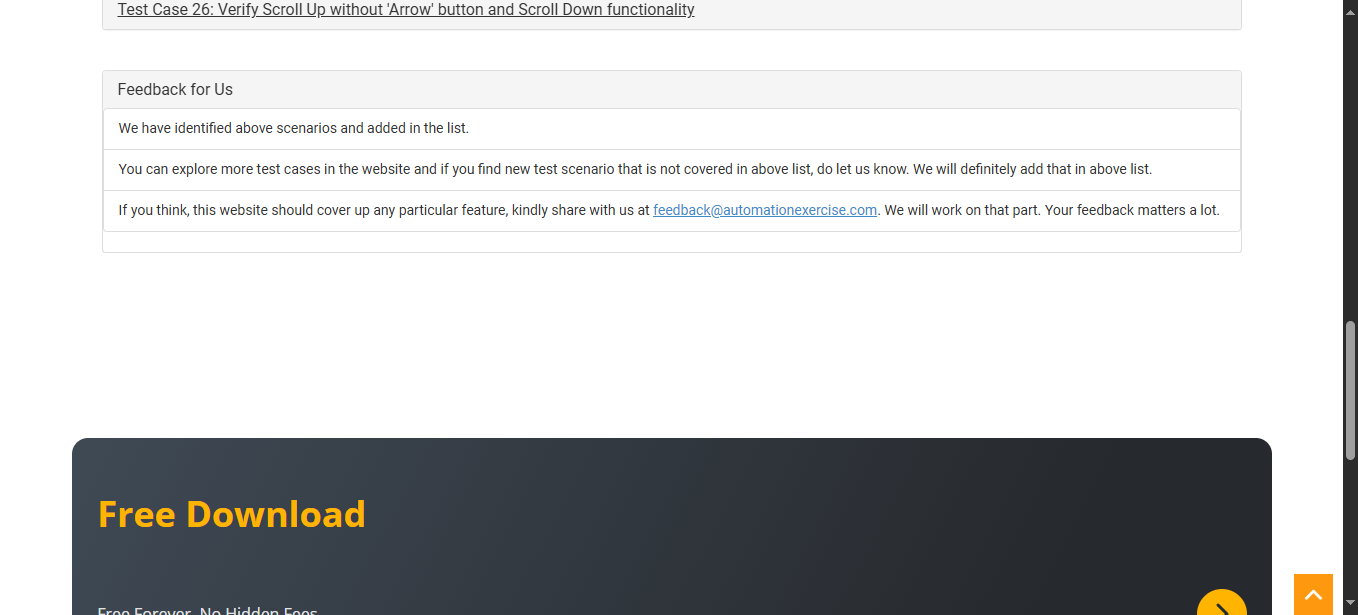 Test Case 26: Verify Scroll Up without 'Arrow' button and Scroll Down functionality
Feedback for Us
We have identified above scenarios and added in the list.
You can explore more test cases in the website and if you find new test scenario that is not covered in above list, do let us know. We will definitely add that in above list.
If you think, this website should cover up any particular feature, kindly share with us at feedback@automationexercise.com. We will work on that part. Your feedback matters a lot.
Free Download
Free Forever. No Hidden Fees